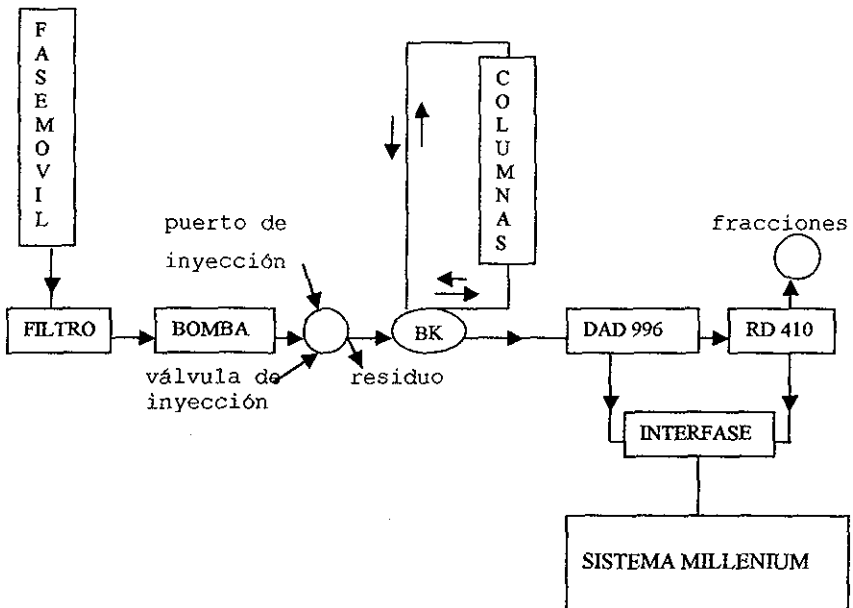 FASEMOVIL
COLUMNAS
puerto de
inyección
fracciones
FILTRO
BOMBA
BK
DAD 996
RD 410
válvula de
inyección
residuo
INTERFASE
SISTEMA MILLENIUM